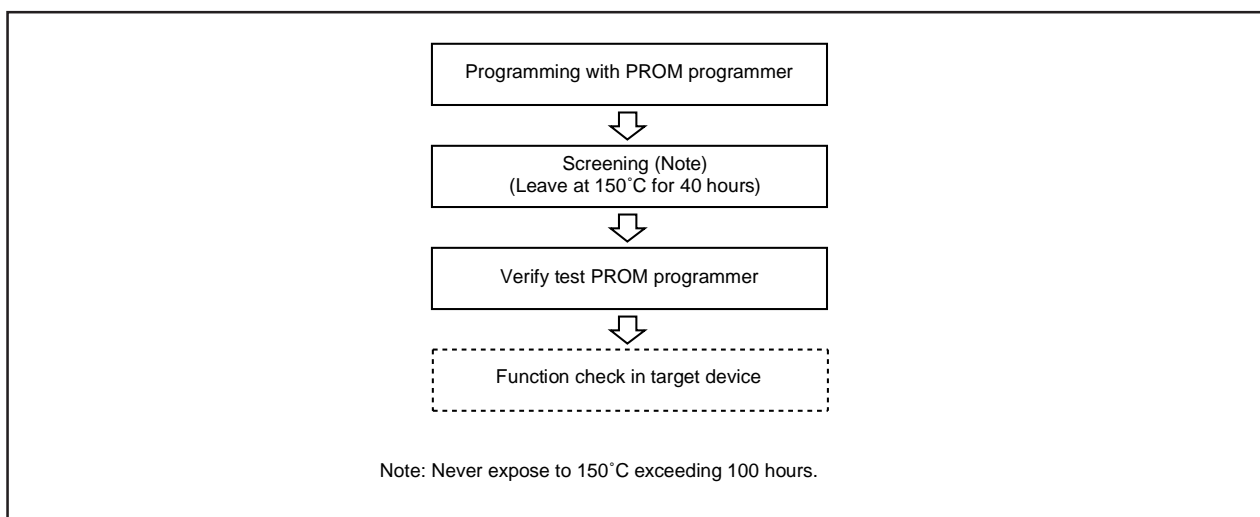 Programming with PROM programmer
Screening (Note)
(Leave at 150˚C for 40 hours)
Verify test PROM programmer
Function check in target device
Note: Never expose to 150˚C exceeding 100 hours.